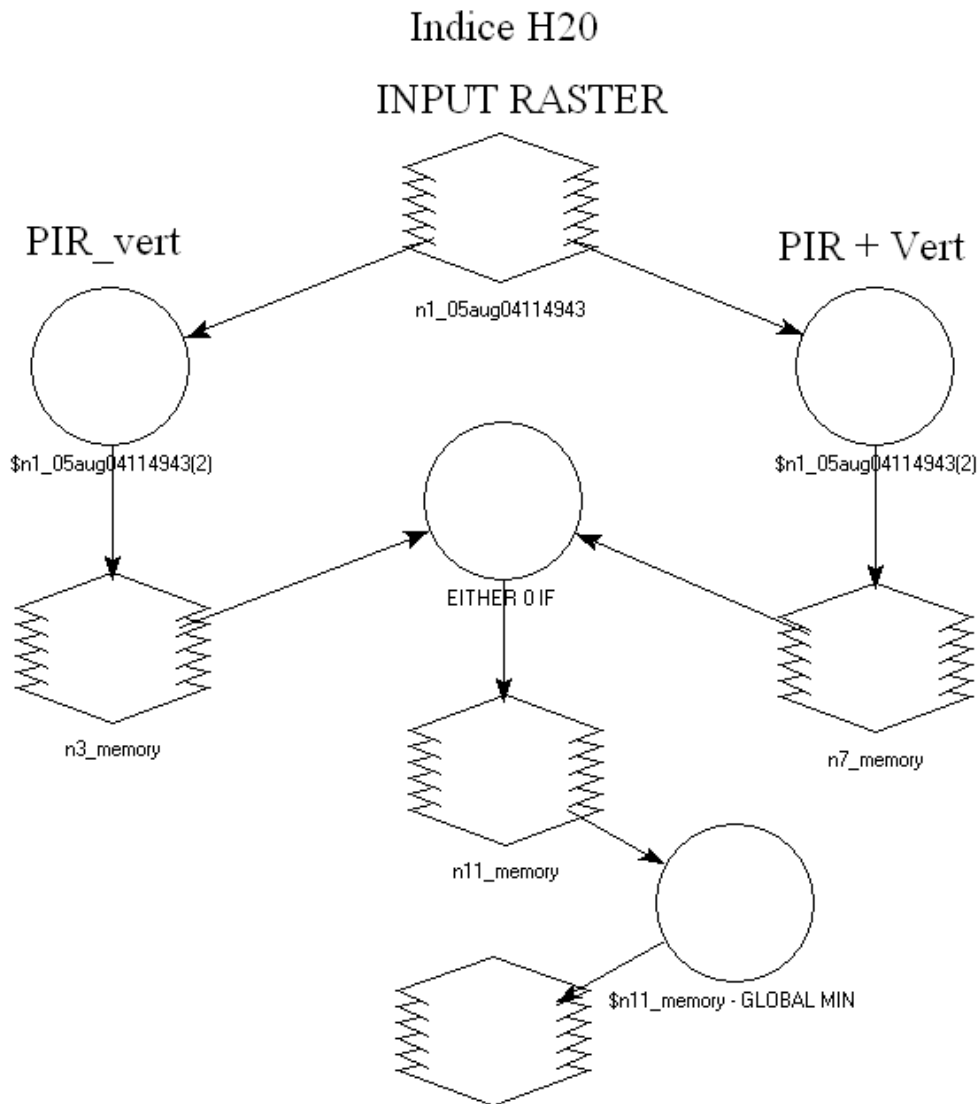 Indice H20
INPUT RASTER
PIR_vert
PIR + Vert
n1_05aug04114943
$n1_05aug04114943(2)
$n1_05aug04114943(2)
EITHER 0 IF
n3_memory
n7_memory
n11_memory
$n11_memory - GLOBAL MIN